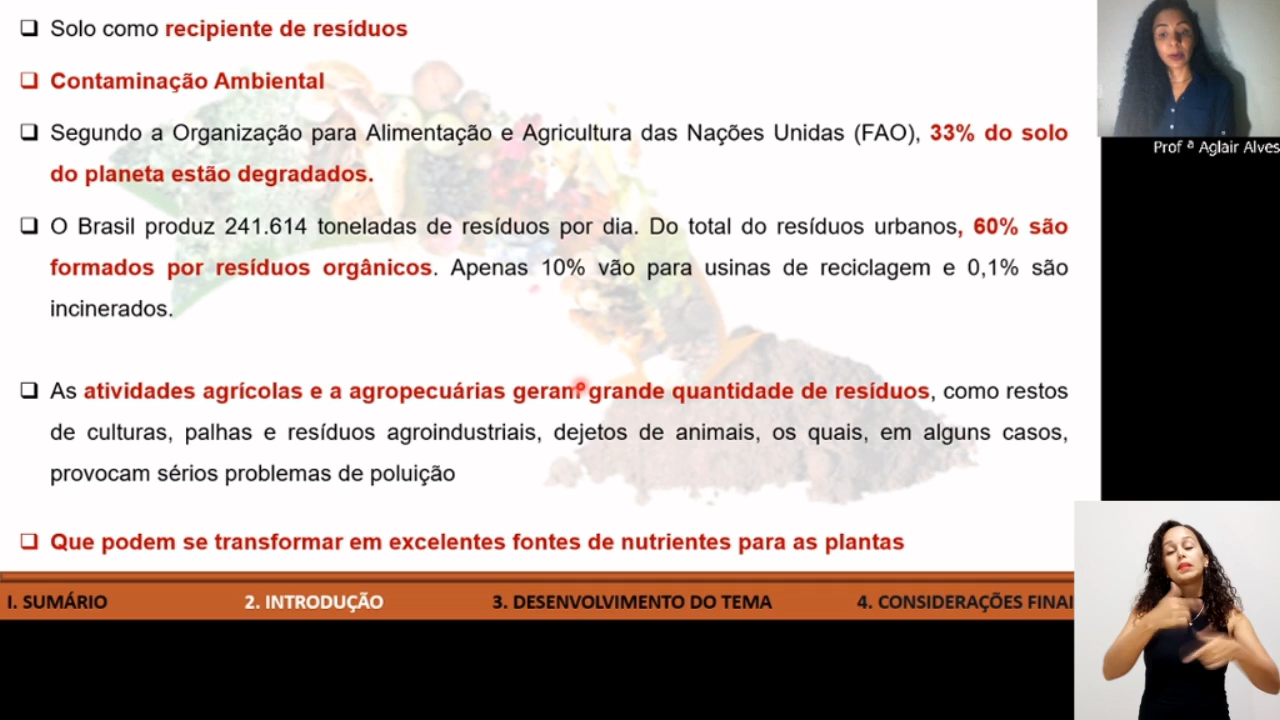 Solo como recipiente de resíduos
Contaminação Ambiental
Segundo a Organização para Alimentação e Agricultura das Nações Unidas (FAO), 33% do solo
do planeta estão degradados.
O Brasil produz 241.614 toneladas de resíduos por dia. Do total do resíduos urbanos, 60% são
formados por resíduos orgânicos. Apenas 10% vão para usinas de reciclagem e 0,1% são
incinerados.
As atividades agrícolas e a agropecuárias geram grande quantidade de resíduos, como restos
de culturas, palhas e resíduos agroindustriais, dejetos de animais, os quais, em alguns casos,
provocam sérios problemas de poluição
Que podem se transformar em excelentes fontes de nutrientes para as plantas
I. SUMÁRIO 2. INTRODUÇÃO 3. DESENVOLVIMENTO DO TEMA 4. CONSIDERAÇÕES FINAI
Prof ª Aglair Alves